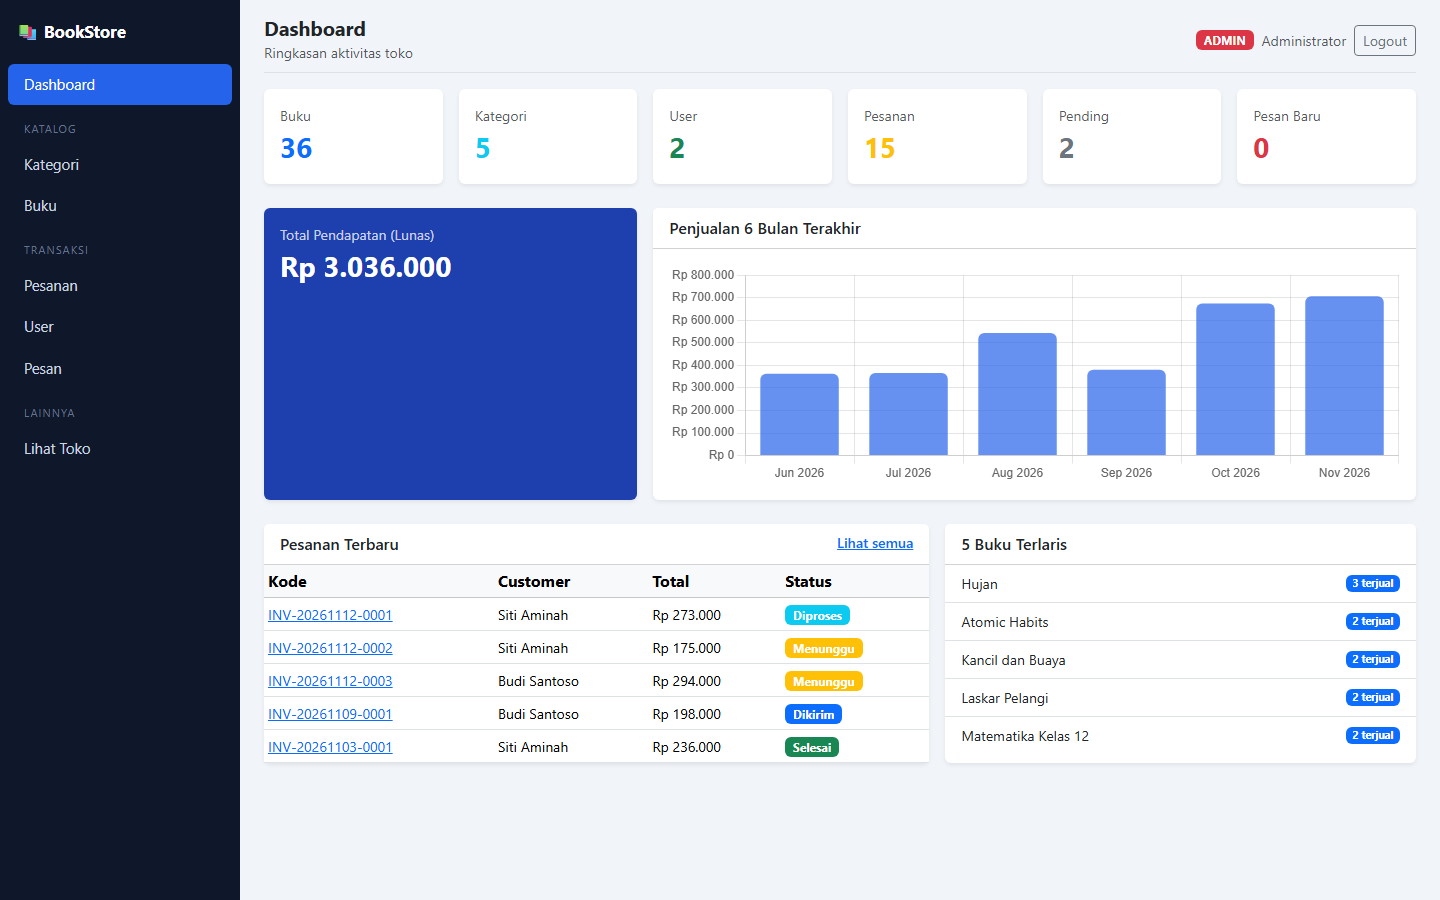 BookStore
Dashboard
KATALOG
Kategori
Buku
TRANSAKSI
Pesanan
User
Pesan
LAINNYA
Lihat Toko
Dashboard
Ringkasan aktivitas toko
ADMIN Administrator Logout
Buku
36
Kategori
5
User
2
Pesanan
15
Pending
2
Pesan Baru
0
Total Pendapatan (Lunas)
Rp 3.036.000
Penjualan 6 Bulan Terakhir
Rp 800.000
Rp 700.000
Rp 600.000
Rp 500.000
Rp 400.000
Rp 300.000
Rp 200.000
Rp 100.000
Rp 0
Jun 2026 Jul 2026 Aug 2026 Sep 2026 Oct 2026 Nov 2026
Pesanan Terbaru Lihat semua
Kode Customer Total Status
INV-20261112-0001 Siti Aminah Rp 273.000 Diproses
INV-20261112-0002 Siti Aminah Rp 175.000 Menunggu
INV-20261112-0003 Budi Santoso Rp 294.000 Menunggu
INV-20261109-0001 Budi Santoso Rp 198.000 Dikirim
INV-20261103-0001 Siti Aminah Rp 236.000 Selesai
5 Buku Terlaris
Hujan 3 terjual
Atomic Habits 2 terjual
Kancil dan Buaya 2 terjual
Laskar Pelangi 2 terjual
Matematika Kelas 12 2 terjual